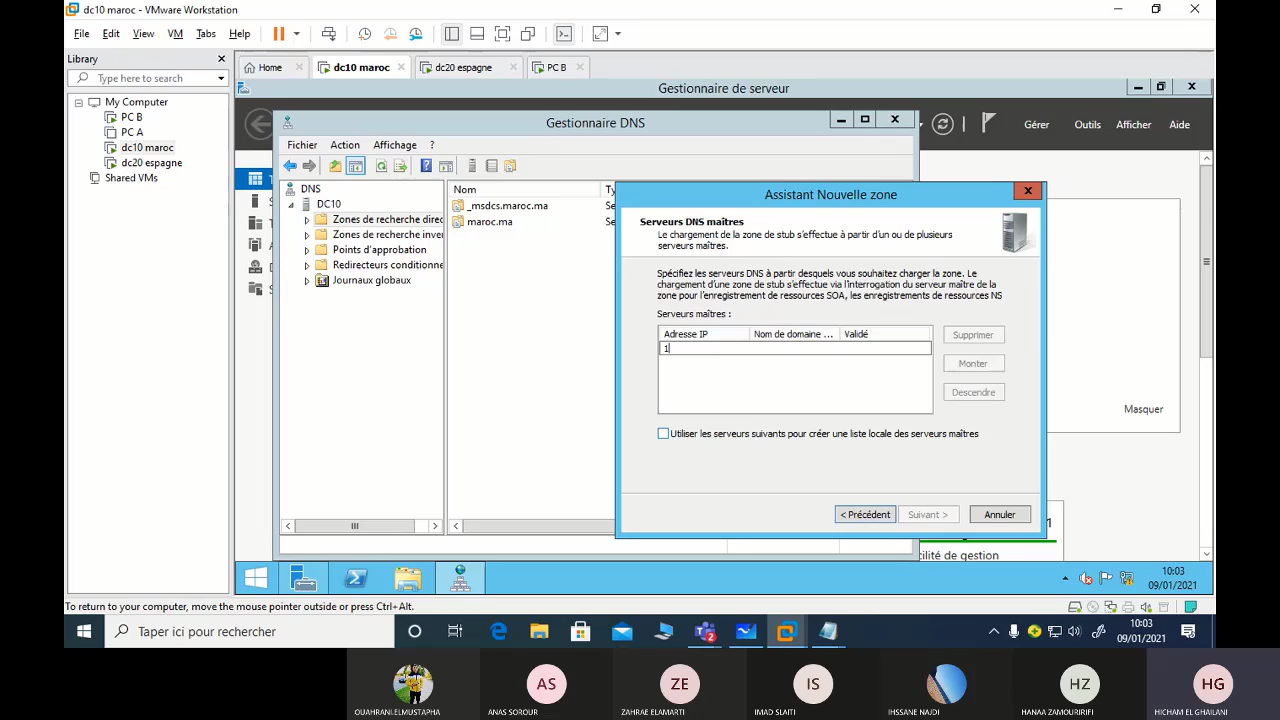 dc10 maroc - VMware Workstation
File Edit View VM Tabs Help
Library
Type here to search
My Computer
PC B
PC A
dc10 maroc
dc20 espagne
Shared VMs
Home dc10 maroc dc20 espagne PC B
Gestionnaire de serveur
Gérer Outils Afficher Aide
Gestionnaire DNS
Fichier Action Affichage ?
DNS
DC10
Zones de recherche direc
Zones de recherche inver
Points d'approbation
Redirecteurs conditionne
Journaux globaux
Nom Ty
_msdcs.maroc.ma Se
maroc.ma Se
Assistant Nouvelle zone
Serveurs DNS maîtres
Le chargement de la zone de stub s'effectue à partir d'un ou de plusieurs
serveurs maîtres.
Spécifiez les serveurs DNS à partir desquels vous souhaitez charger la zone. Le
chargement d'une zone de stub s'effectue via l'interrogation du serveur maître de la
zone pour l'enregistrement de ressources SOA, les enregistrements de ressources NS
Serveurs maîtres :
Adresse IP Nom de domaine ... Validé
1
Supprimer
Monter
Descendre
Utiliser les serveurs suivants pour créer une liste locale des serveurs maîtres
< Précédent Suivant > Annuler
Masquer
1
cilité de gestion
10:03
09/01/2021
To return to your computer, move the mouse pointer outside or press Ctrl+Alt.
Taper ici pour rechercher
10:03
09/01/2021
OUAHRANI.ELMUSTAPHA
AS
ANAS SOROUR
ZE
ZAHRAE ELAMARTI
IS
IMAD SLAITI
IHSSANE NAJDI
HZ
HANAA ZAMOURIRFI
HG
HICHAM EL GHAILANI